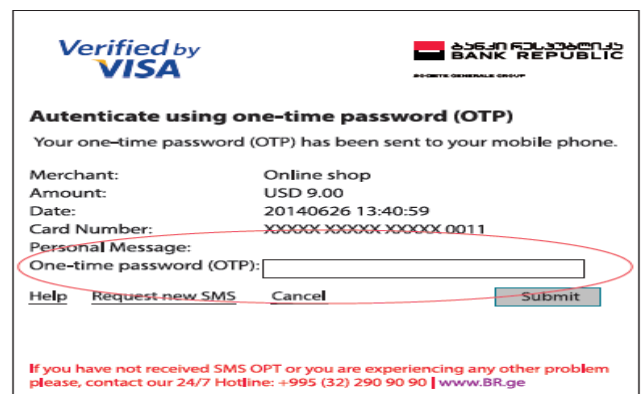 Verified by
VISA
ბანკი რესპუბლიკა
BANK REPUBLIC
SOCIETE GENERALE GROUP
Autenticate using one-time password (OTP)
Your one-time password (OTP) has been sent to your mobile phone.
Merchant: Online shop
Amount: USD 9.00
Date: 20140626 13:40:59
Card Number: XXXXX XXXXX XXXXX 0011
Personal Message:
One-time password (OTP):
Help Request new SMS Cancel Submit
If you have not received SMS OPT or you are experiencing any other problem
please, contact our 24/7 Hotline: +995 (32) 290 90 90 | www.BR.ge